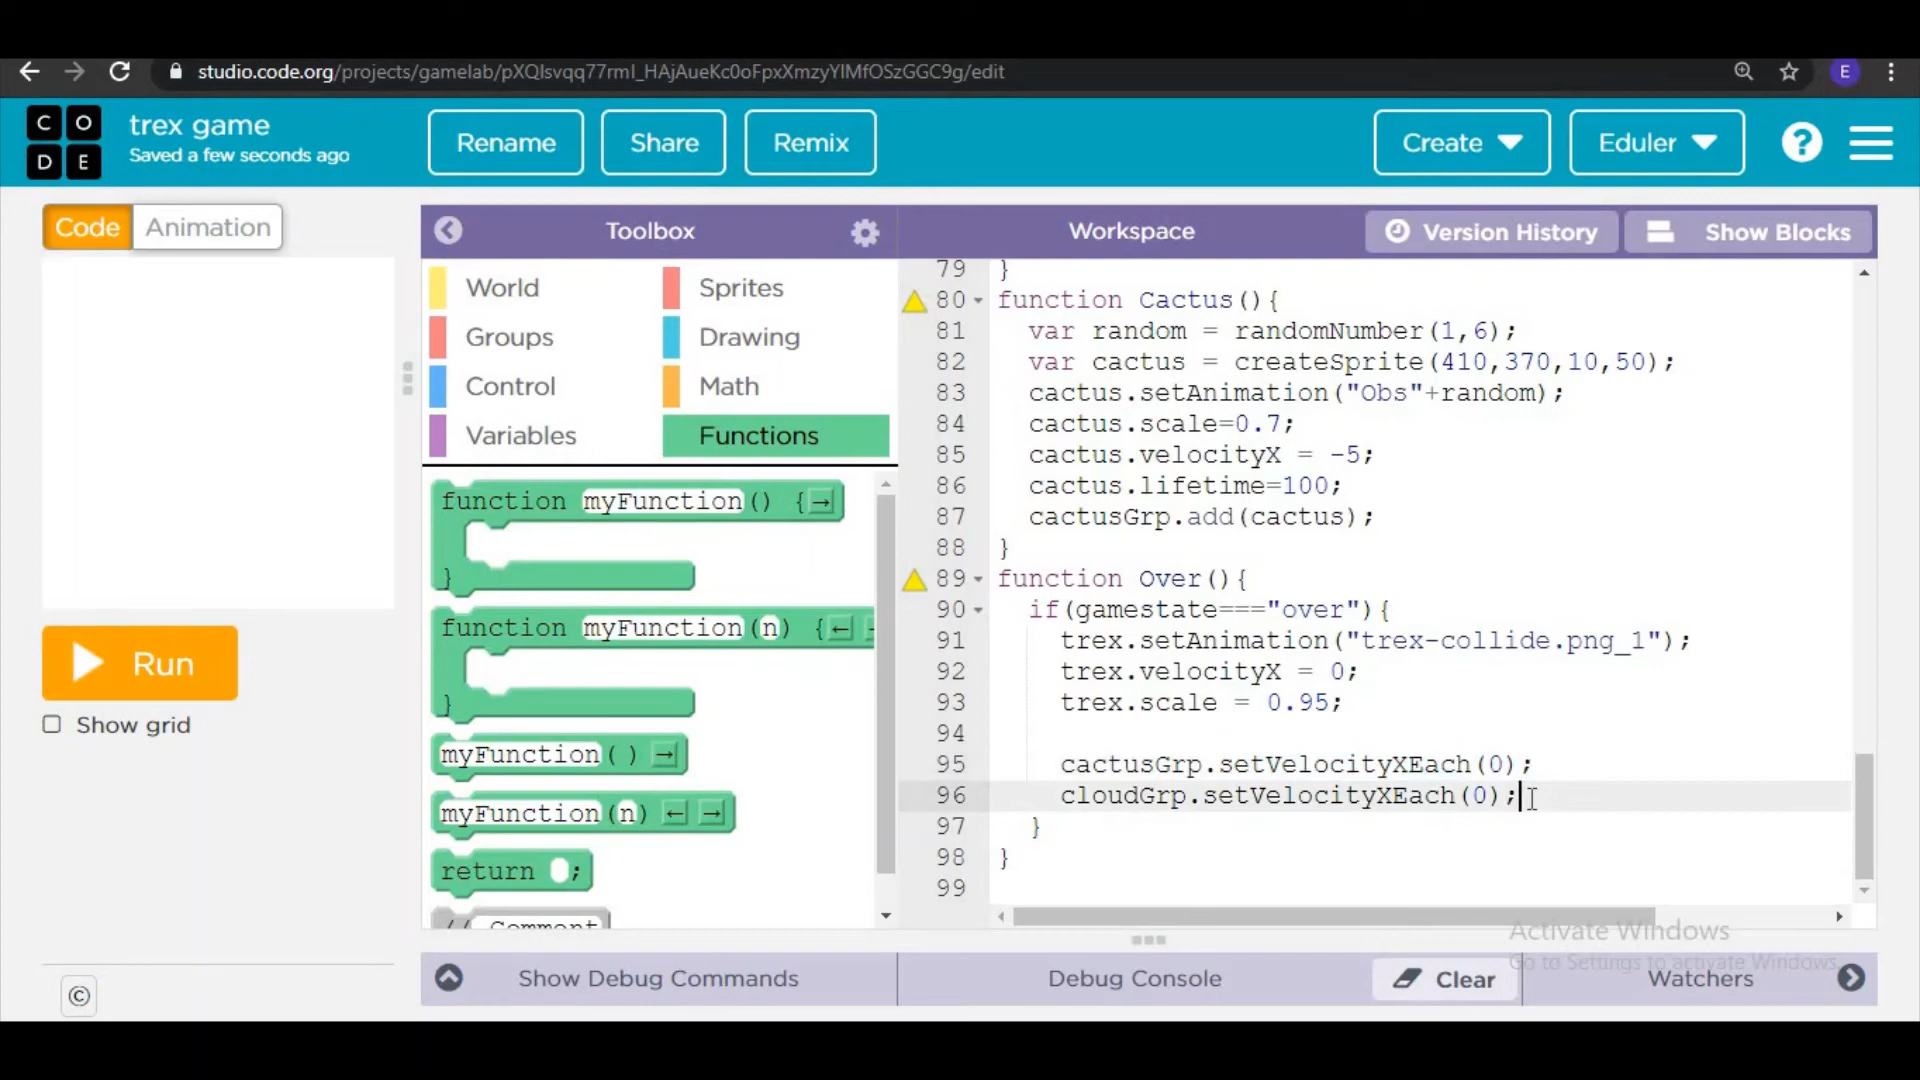 studio.code.org/projects/gamelab/pXQIsvqq77rmI_HAjAueKc0oFpxXmzyYlMfOSzGGC9g/edit
E
CO
DE
trex game
Saved a few seconds ago
Rename
Share
Remix
Create
Eduler
?
Code
Animation
Toolbox
Workspace
Version History
Show Blocks
World
Sprites
Groups
Drawing
Control
Math
Variables
Functions
function myFunction() {
}
function myFunction(n) {
}
myFunction()
myFunction(n)
return ;
// Comment
79 }
80 function Cactus(){
81 var random = randomNumber(1,6);
82 var cactus = createSprite(410,370,10,50);
83 cactus.setAnimation("Obs"+random);
84 cactus.scale=0.7;
85 cactus.velocityX = -5;
86 cactus.lifetime=100;
87 cactusGrp.add(cactus);
88 }
89 function Over(){
90 if(gamestate==="over"){
91 trex.setAnimation("trex-collide.png_1");
92 trex.velocityX = 0;
93 trex.scale = 0.95;
94
95 cactusGrp.setVelocityXEach(0);
96 cloudGrp.setVelocityXEach(0);
97 }
98 }
99
Run
Show grid
Activate Windows
Go to Settings to activate Windows.
©
Show Debug Commands
Debug Console
Clear
Watchers